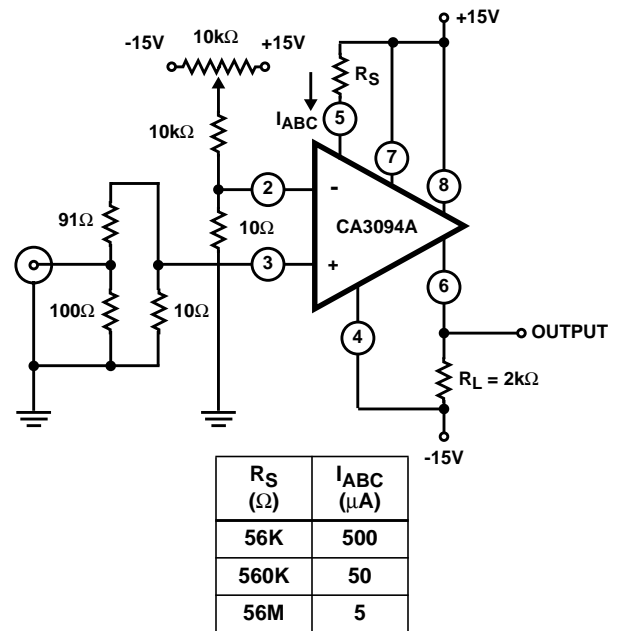 +15V
-15V 10kΩ +15V
RS
IABC
5
10kΩ
7
2
8
-
91Ω
CA3094A
10Ω
3
+
6
100Ω
10Ω
4
OUTPUT
RL = 2kΩ
-15V
RS IABC
(Ω) (μA)
56K 500
560K 50
56M 5